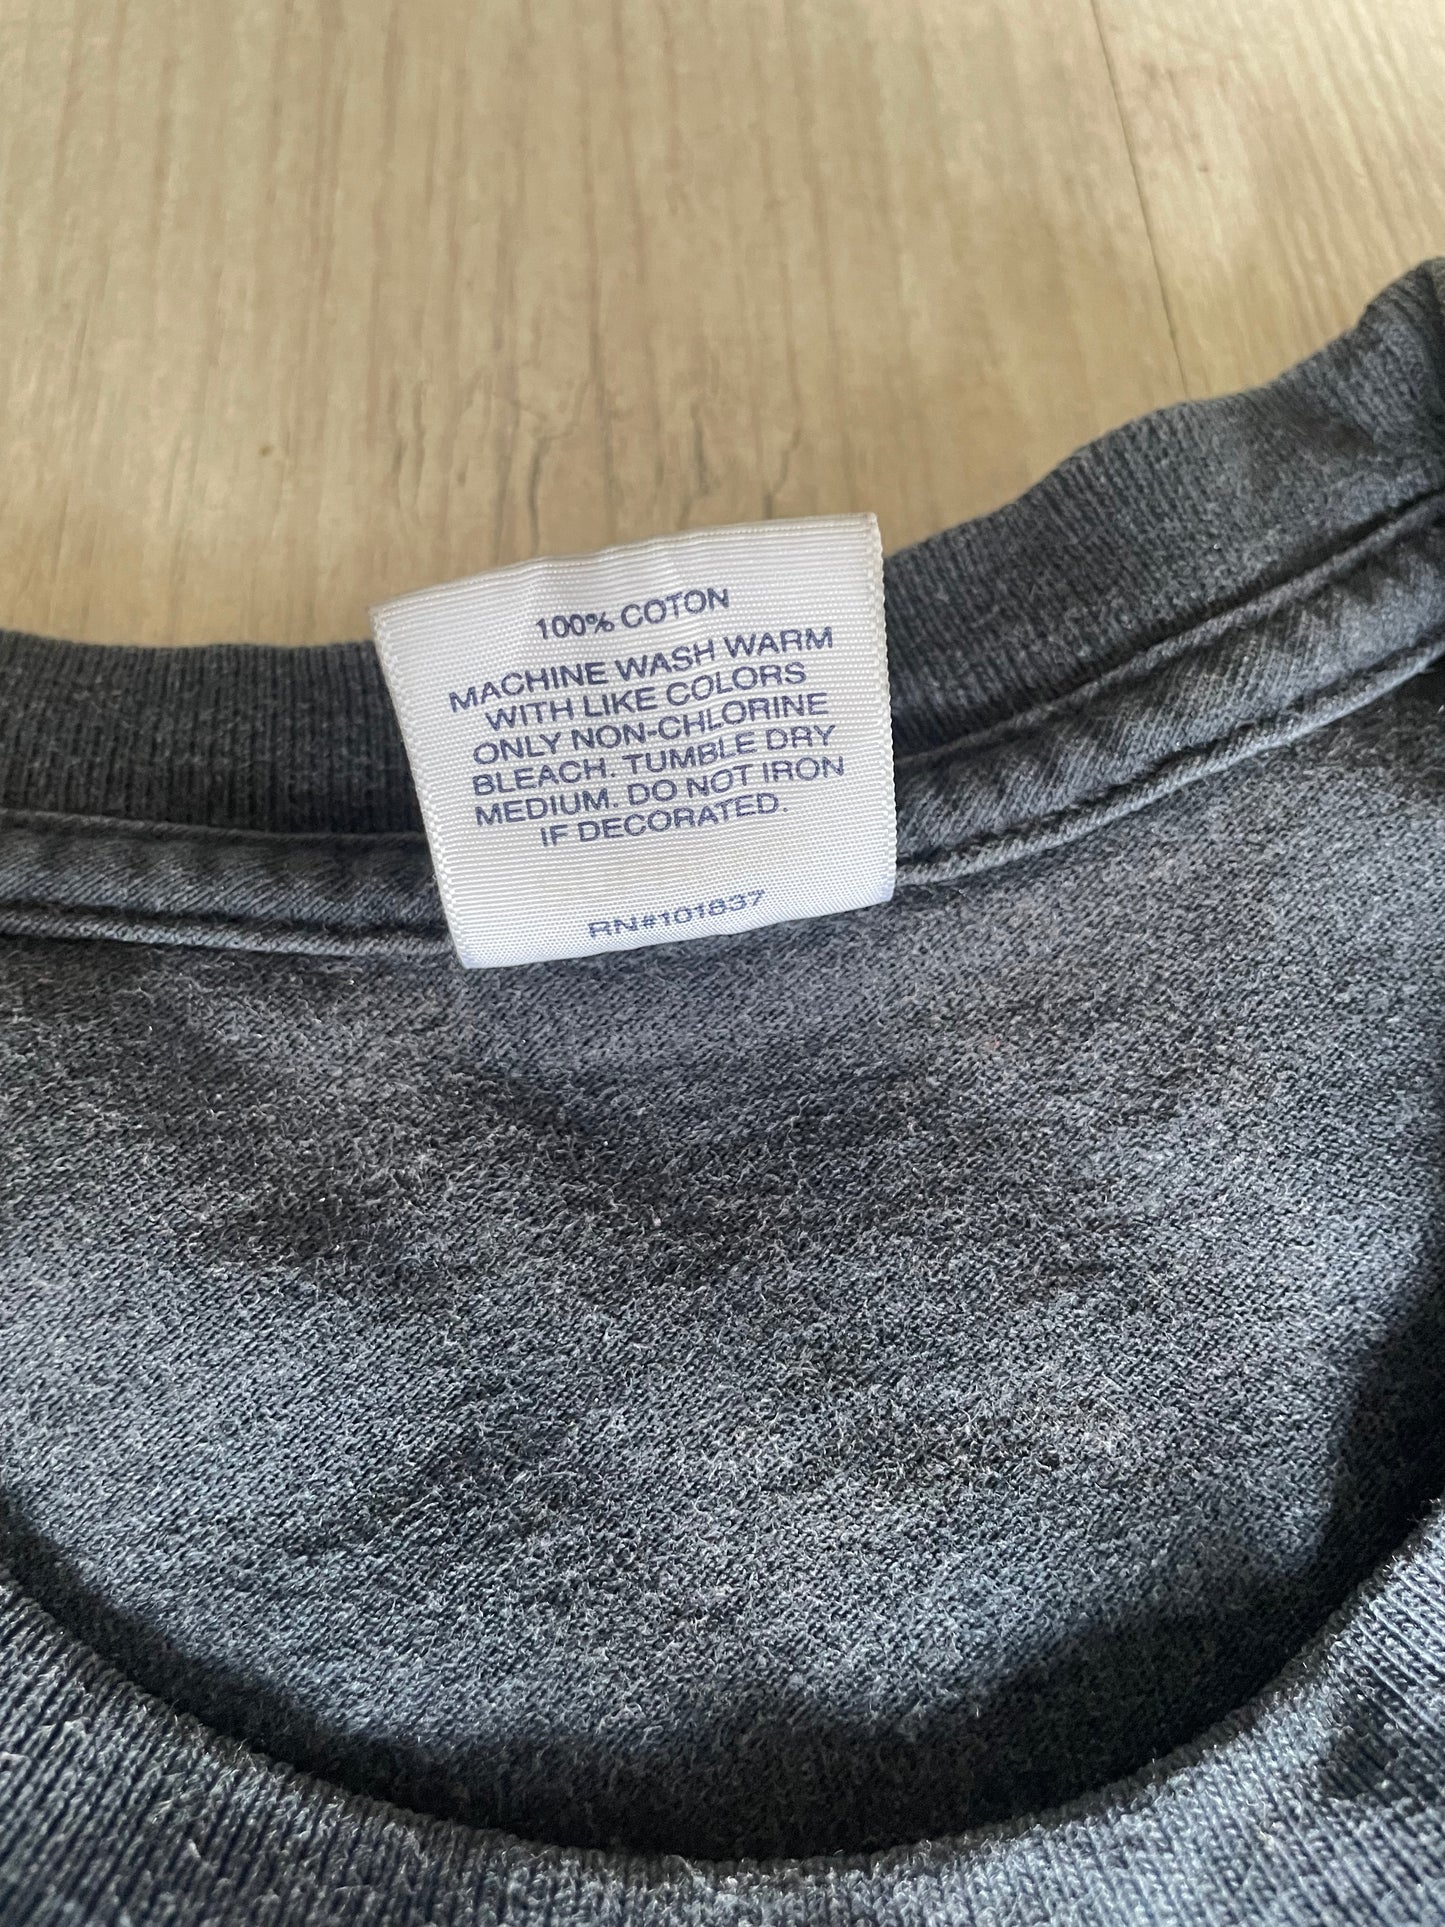 100% COTON
MACHINE WASH WARM
WITH LIKE COLORS
ONLY NON-CHLORINE
BLEACH. TUMBLE DRY
MEDIUM. DO NOT IRON
IF DECORATED.
RN#101837